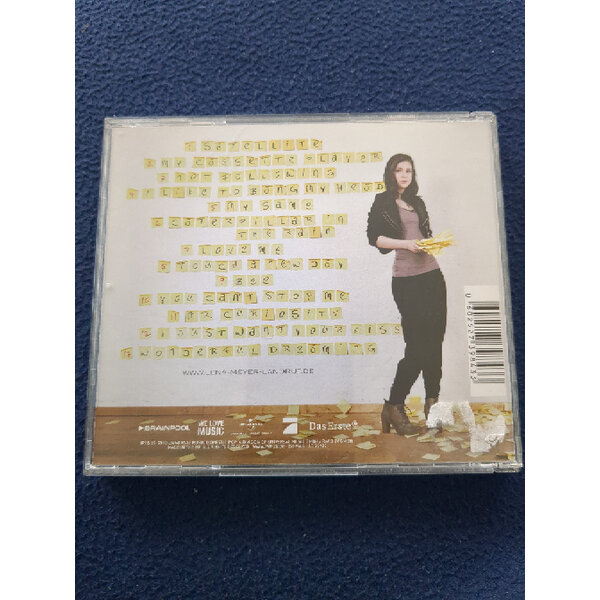 1 SATELLITE
2 MY CASSETTE PLAYER
3 NOT FOLLOWING
4 I LIKE TO BANG MY HEAD
5 MY SAME
6 CATERPILLAR IN
THE RAIN
7 LOVE ME
8 TOUCH A NEW DAY
9 BEE
10 YOU CAN'T STOP ME
11 MR CURIOSITY
12 I JUST WANT YOUR KISS
13 WONDERFUL DREAMING
WWW.LENA-MEYER-LANDRUT.DE
BRAINPOOL
WE LOVE
MUSIC
Das Erste